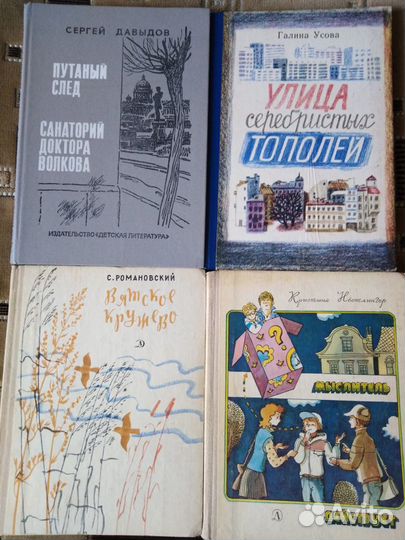 СЕРГЕЙ ДАВЫДОВ
ПУТАНЫЙ
СЛЕД
САНАТОРИЙ
ДОКТОРА
ВОЛКОВА
ИЗДАТЕЛЬСТВО «ДЕТСКАЯ ЛИТЕРАТУРА»
Галина Усова
УЛИЦА
серебристых
ТОПОЛЕЙ
С. РОМАНОВСКИЙ
Вятское
кружево
Д
Кристине Нёстлингер
МЫСЛИТЕЛЬ
Д
Avito